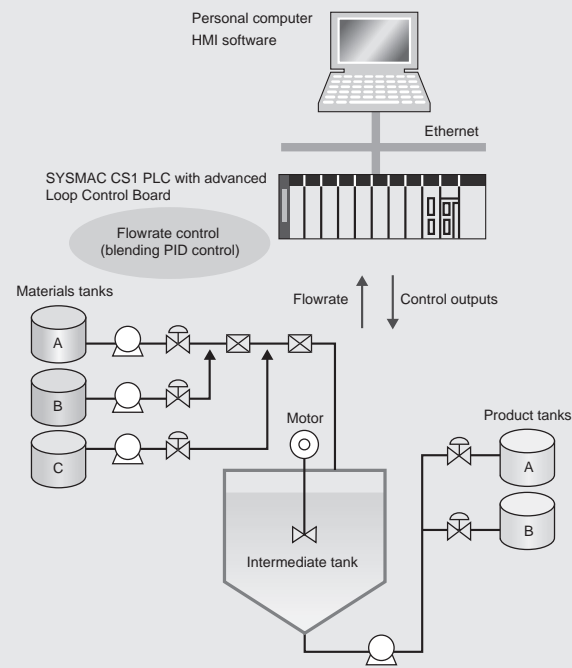 Personal computer
HMI software
Ethernet
SYSMAC CS1 PLC with advanced
Loop Control Board
Flowrate control
(blending PID control)
Flowrate
Control outputs
Materials tanks
A
B
C
Motor
Product tanks
A
B
Intermediate tank